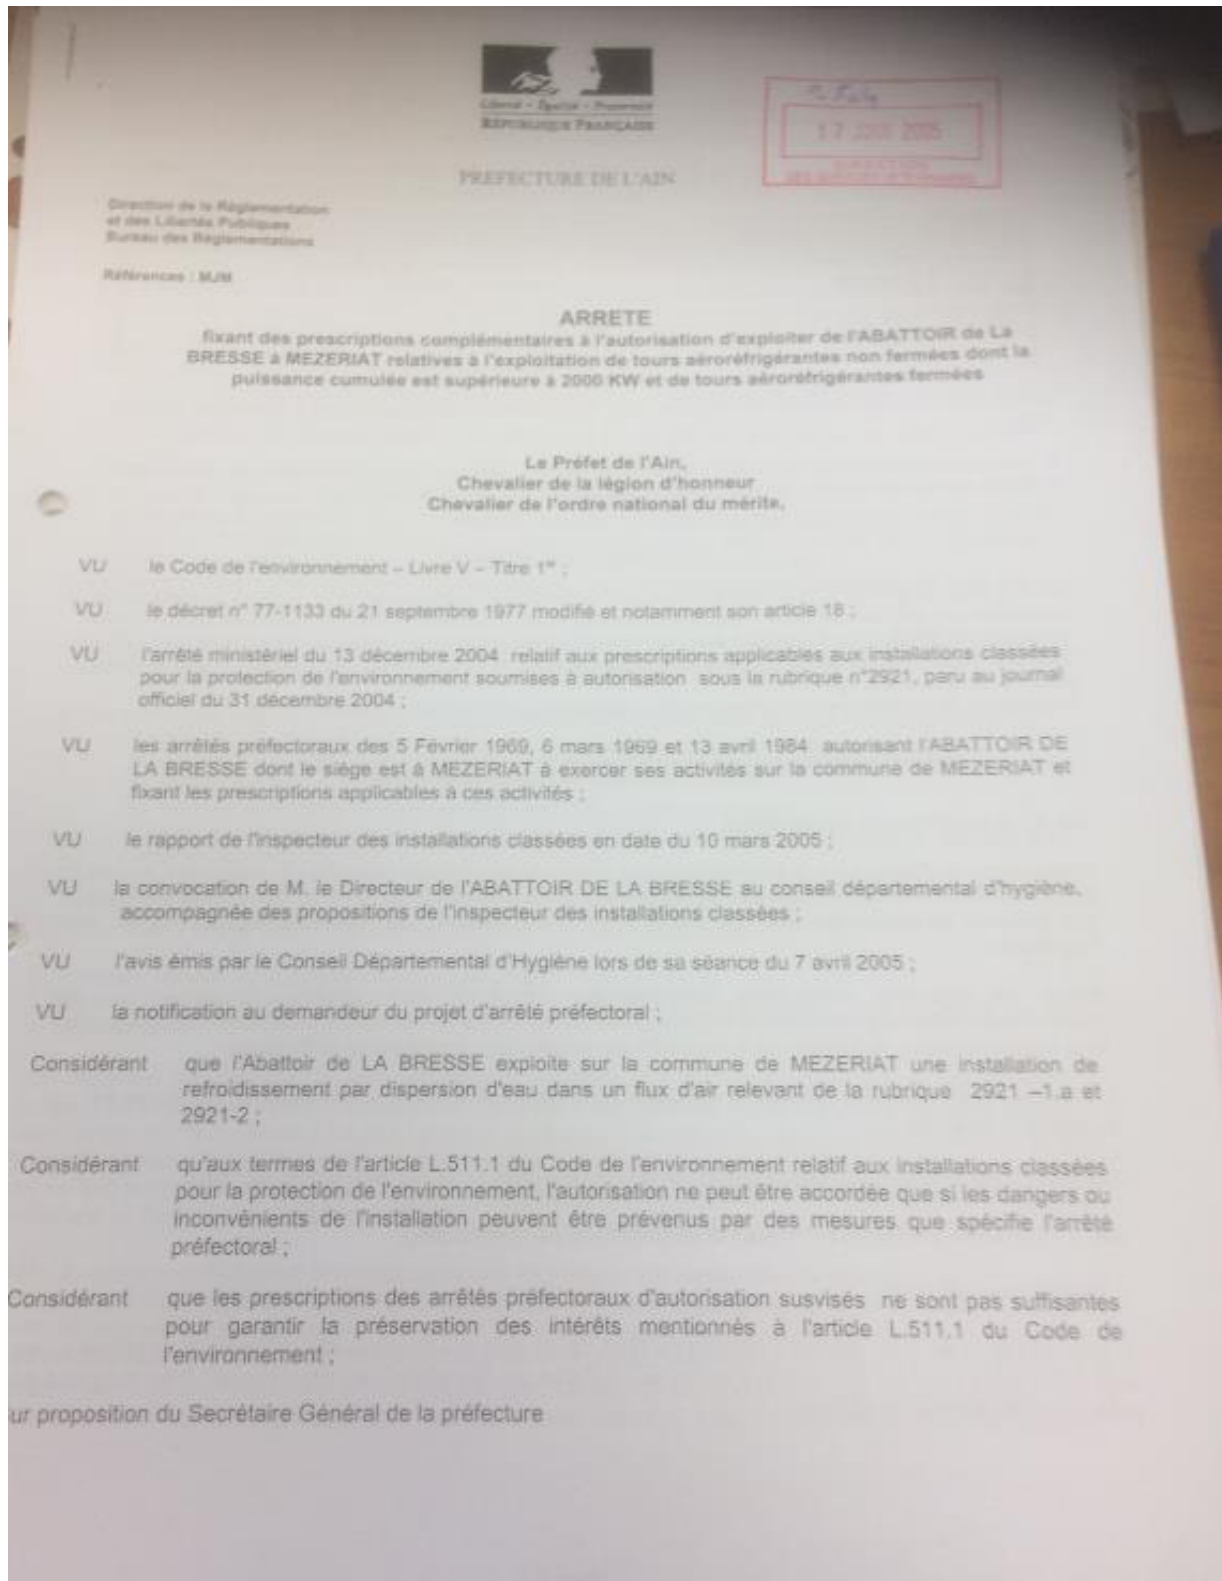 Liberté • Égalité • Fraternité
RÉPUBLIQUE FRANÇAISE
17 2005
DIRECTION
PREFECTURE DE L'AIN
Direction de la Réglementation
et des Libertés Publiques
Bureau des Réglementations
Références : MJM
ARRETE
fixant des prescriptions complémentaires à l'autorisation d'exploiter de l'ABATTOIR de La
BRESSE à MEZERIAT relatives à l'exploitation de tours aéroréfrigérantes non fermées dont la
puissance cumulée est supérieure à 2000 KW et de tours aéroréfrigérantes fermées
Le Préfet de l'Ain,
Chevalier de la légion d'honneur
Chevalier de l'ordre national du mérite,
VU le Code de l'environnement – Livre V – Titre 1er ;
VU le décret n° 77-1133 du 21 septembre 1977 modifié et notamment son article 18 ;
VU l'arrêté ministériel du 13 décembre 2004 relatif aux prescriptions applicables aux installations classées
pour la protection de l'environnement soumises à autorisation sous la rubrique n°2921, paru au journal
officiel du 31 décembre 2004 ;
VU les arrêtés préfectoraux des 5 Février 1969, 6 mars 1969 et 13 avril 1984 autorisant l'ABATTOIR DE
LA BRESSE dont le siège est à MEZERIAT à exercer ses activités sur la commune de MEZERIAT et
fixant les prescriptions applicables à ces activités ;
VU le rapport de l'inspecteur des installations classées en date du 10 mars 2005 ;
VU la convocation de M. le Directeur de l'ABATTOIR DE LA BRESSE au conseil départemental d'hygiène,
accompagnée des propositions de l'inspecteur des installations classées ;
VU l'avis émis par le Conseil Départemental d'Hygiène lors de sa séance du 7 avril 2005 ;
VU la notification au demandeur du projet d'arrêté préfectoral ;
Considérant que l'Abattoir de LA BRESSE exploite sur la commune de MEZERIAT une installation de
refroidissement par dispersion d'eau dans un flux d'air relevant de la rubrique 2921 –1.a et
2921-2 ;
Considérant qu'aux termes de l'article L.511.1 du Code de l'environnement relatif aux installations classées
pour la protection de l'environnement, l'autorisation ne peut être accordée que si les dangers ou
inconvénients de l'installation peuvent être prévenus par des mesures que spécifie l'arrêté
préfectoral ;
Considérant que les prescriptions des arrêtés préfectoraux d'autorisation susvisés ne sont pas suffisantes
pour garantir la préservation des intérêts mentionnés à l'article L.511.1 du Code de
l'environnement ;
ur proposition du Secrétaire Général de la préfecture